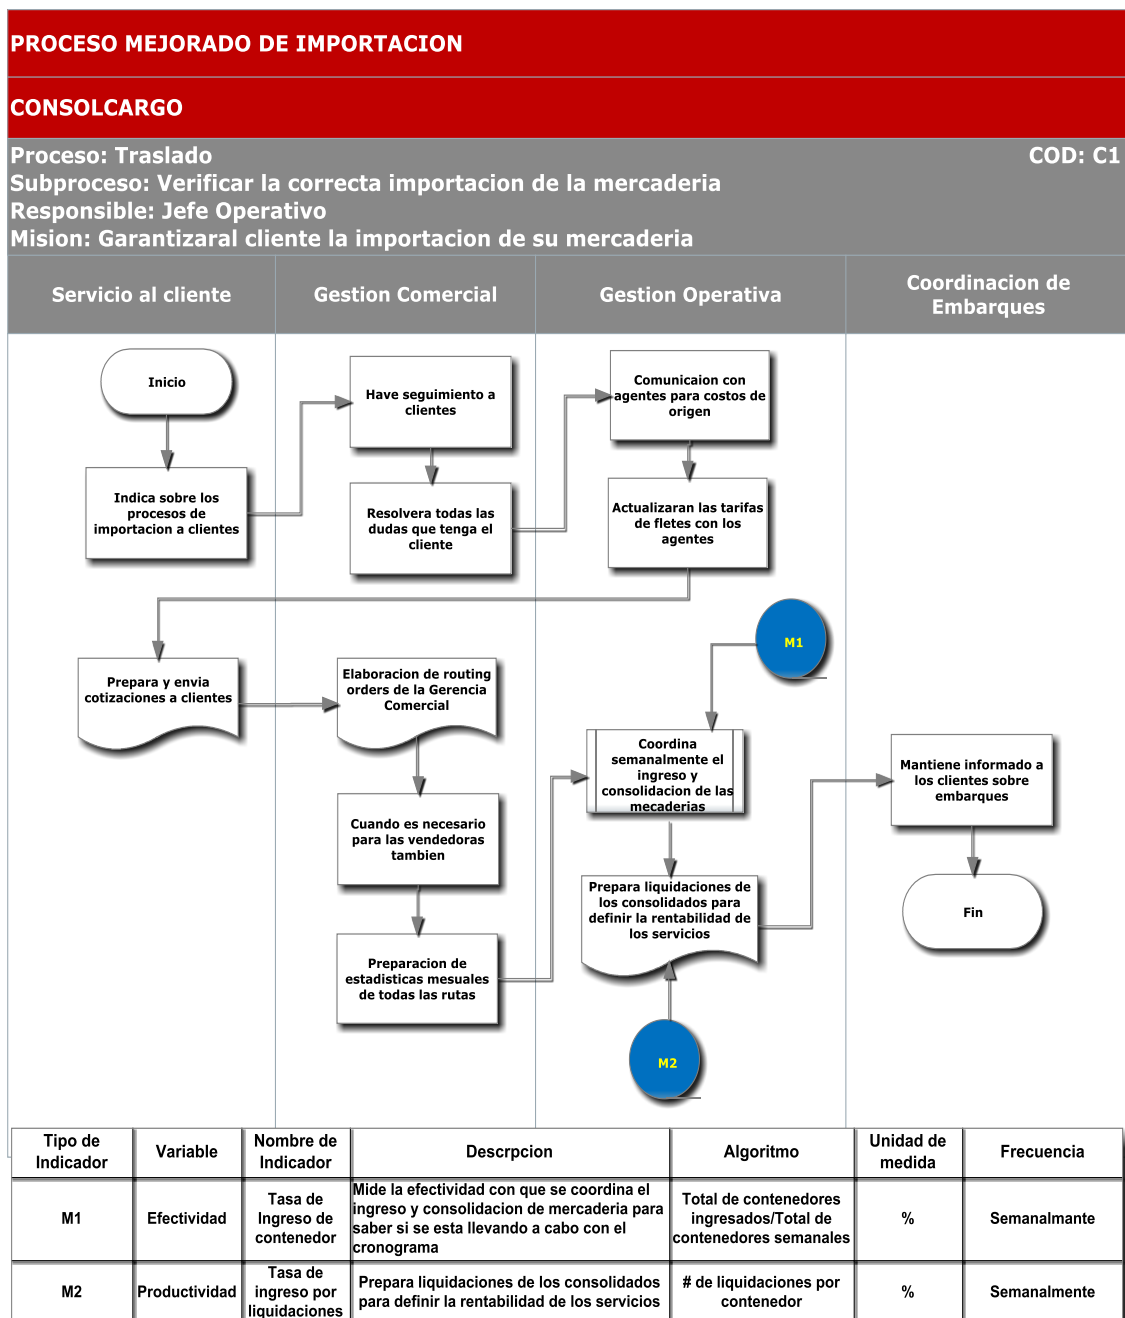 PROCESO MEJORADO DE IMPORTACION
CONSOLCARGO
Proceso: Traslado COD: C1
Subproceso: Verificar la correcta importacion de la mercaderia
Responsible: Jefe Operativo
Mision: Garantizaral cliente la importacion de su mercaderia
Servicio al cliente
Gestion Comercial
Gestion Operativa
Coordinacion de
Embarques
Inicio
Indica sobre los
procesos de
importacion a clientes
Have seguimiento a
clientes
Resolvera todas las
dudas que tenga el
cliente
Comunicaion con
agentes para costos de
origen
Actualizaran las tarifas
de fletes con los
agentes
Prepara y envia
cotizaciones a clientes
Elaboracion de routing
orders de la Gerencia
Comercial
Cuando es necesario
para las vendedoras
tambien
Preparacion de
estadisticas mesuales
de todas las rutas
M1
Coordina
semanalmente el
ingreso y
consolidacion de las
mecaderias
Prepara liquidaciones de
los consolidados para
definir la rentabilidad de
los servicios
M2
Mantiene informado a
los clientes sobre
embarques
Fin
Tipo de
Indicador
Variable
Nombre de
Indicador
Descrpcion
Algoritmo
Unidad de
medida
Frecuencia
M1
Efectividad
Tasa de
Ingreso de
contenedor
Mide la efectividad con que se coordina el
ingreso y consolidacion de mercaderia para
saber si se esta llevando a cabo con el
cronograma
Total de contenedores
ingresados/Total de
contenedores semanales
%
Semanalmante
M2
Productividad
Tasa de
ingreso por
liquidaciones
Prepara liquidaciones de los consolidados
para definir la rentabilidad de los servicios
# de liquidaciones por
contenedor
%
Semanalmente